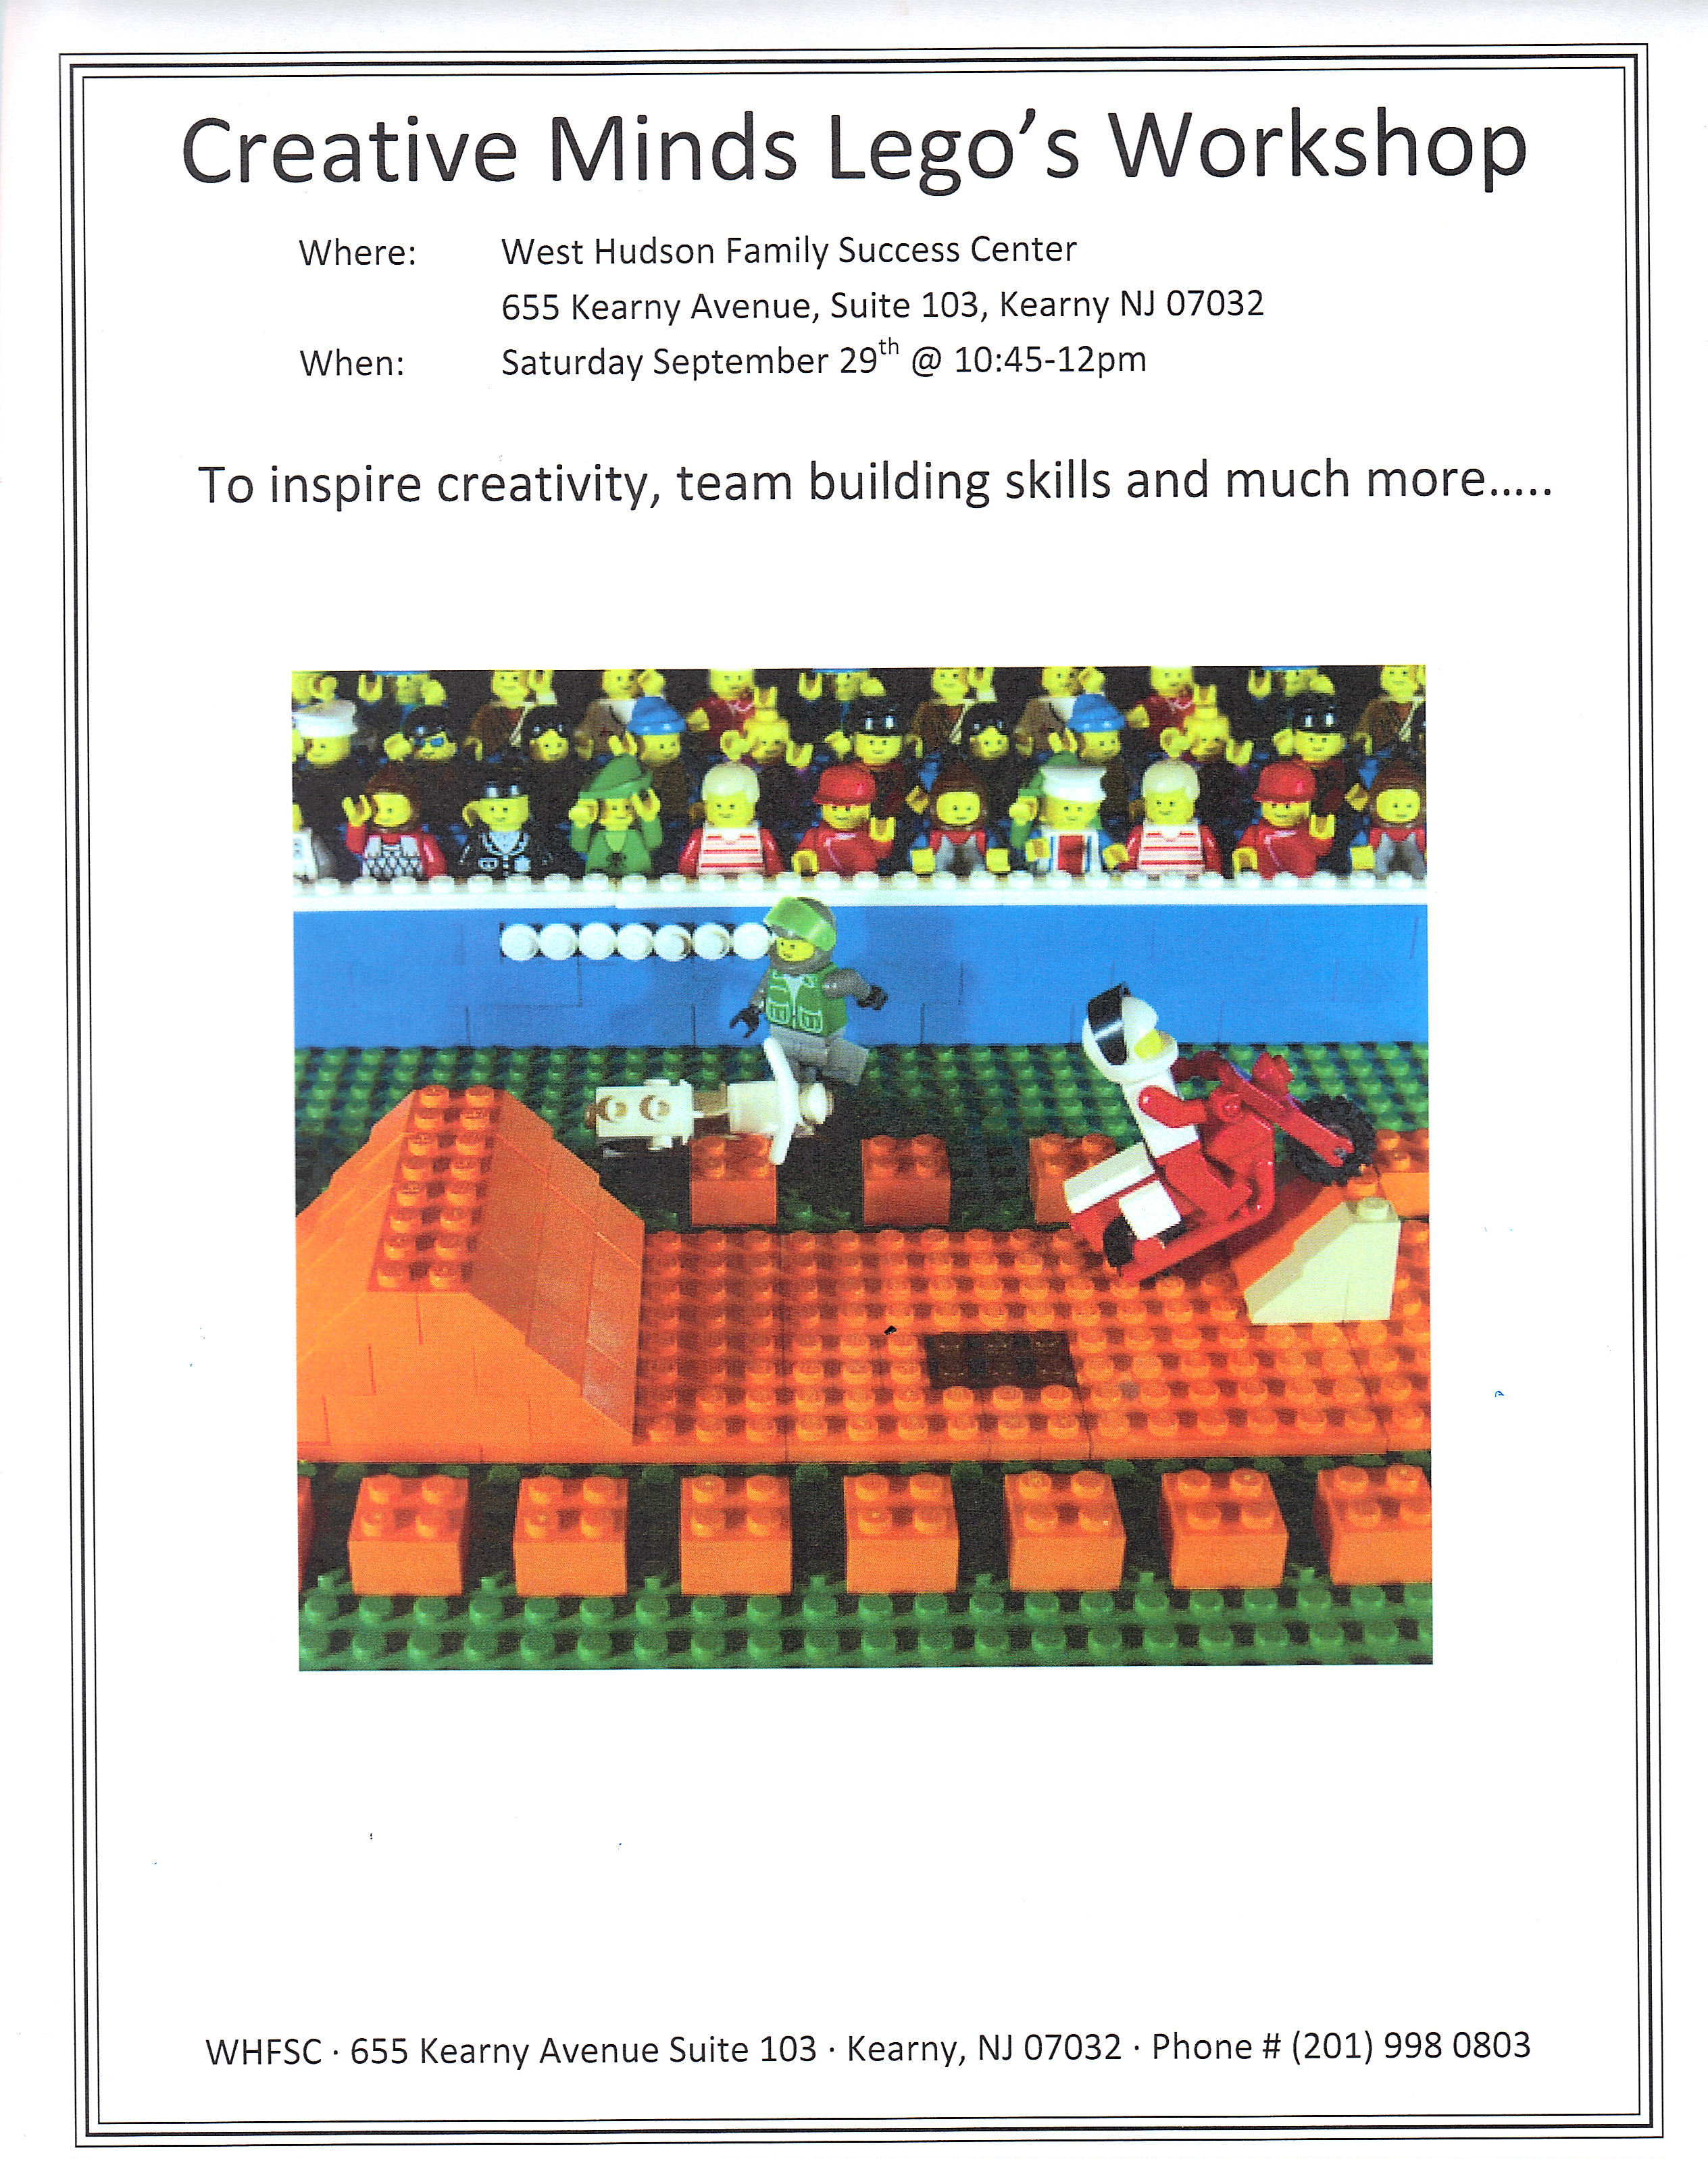 Creative Minds Lego’s Workshop
Where: West Hudson Family Success Center
655 Kearny Avenue, Suite 103, Kearny NJ 07032
When: Saturday September 29th @ 10:45-12pm
To inspire creativity, team building skills and much more.....
WHFSC · 655 Kearny Avenue Suite 103 · Kearny, NJ 07032 · Phone # (201) 998 0803